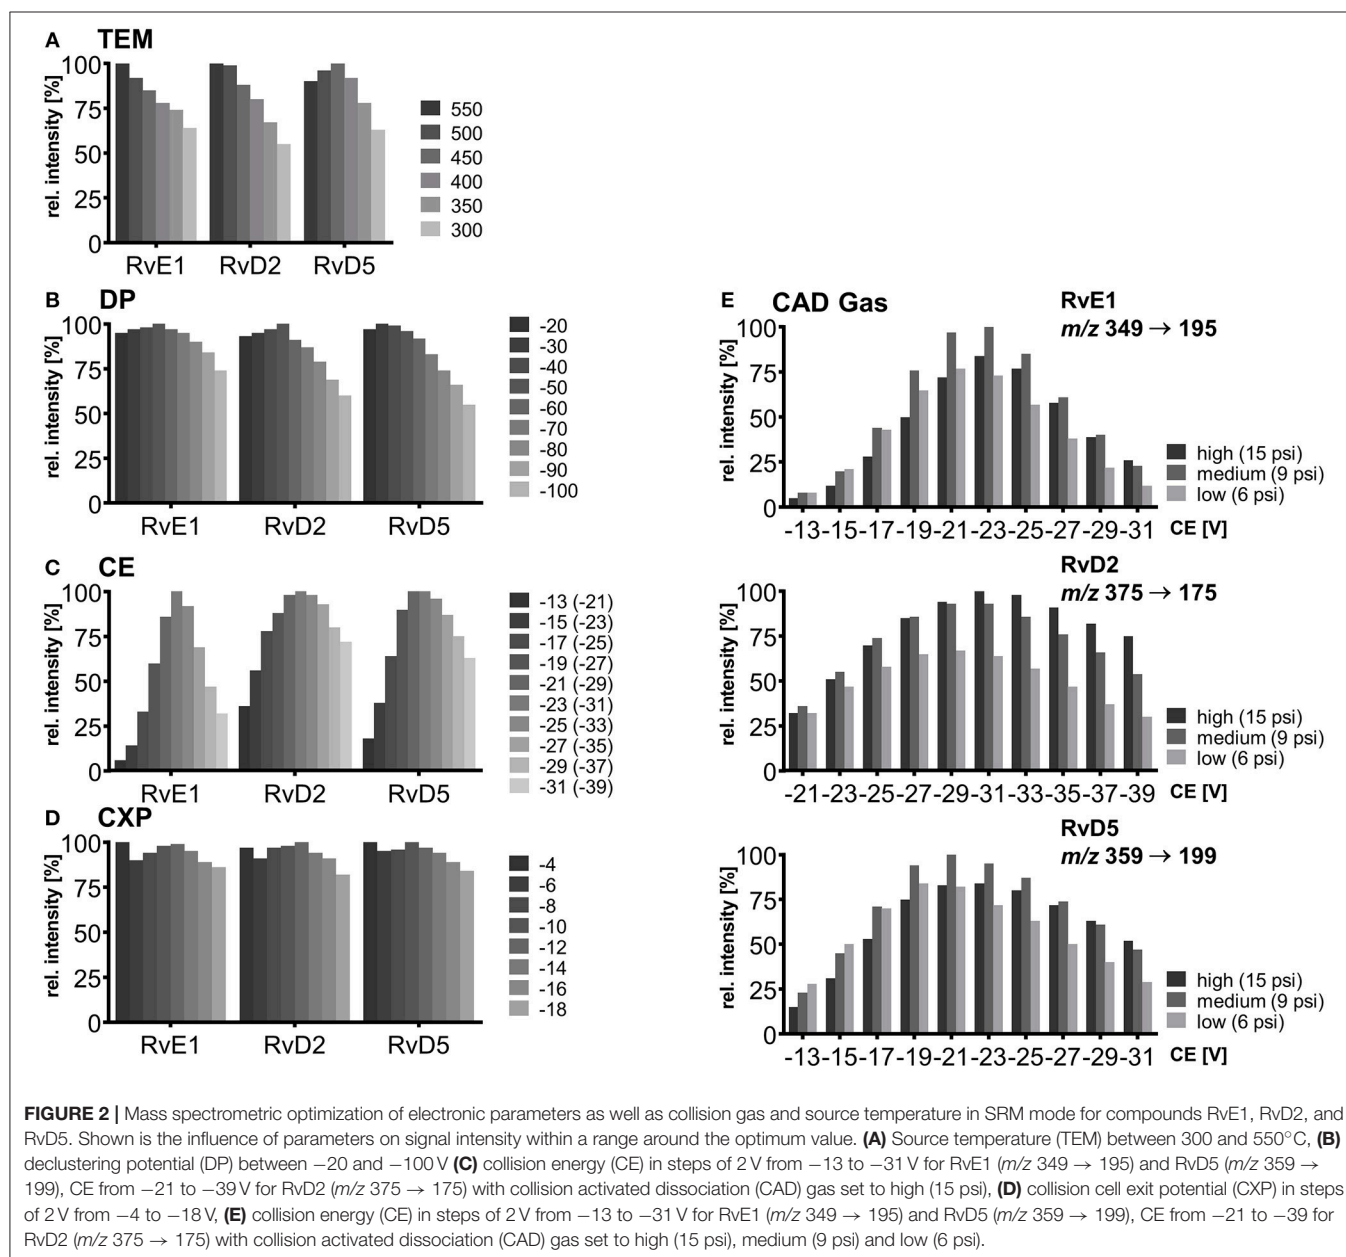 A TEM
rel. intensity [%]
100
75
50
25
0
RvE1 RvD2 RvD5
550
500
450
400
350
300
B DP
rel. intensity [%]
100
75
50
25
0
RvE1 RvD2 RvD5
-20
-30
-40
-50
-60
-70
-80
-90
-100
C CE
rel. intensity [%]
100
75
50
25
0
RvE1 RvD2 RvD5
-13 (-21)
-15 (-23)
-17 (-25)
-19 (-27)
-21 (-29)
-23 (-31)
-25 (-33)
-27 (-35)
-29 (-37)
-31 (-39)
D CXP
rel. intensity [%]
100
75
50
25
0
RvE1 RvD2 RvD5
-4
-6
-8
-10
-12
-14
-16
-18
E CAD Gas
RvE1
m/z 349 → 195
rel. intensity [%]
100
75
50
25
0
high (15 psi)
medium (9 psi)
low (6 psi)
-13 -15 -17 -19 -21 -23 -25 -27 -29 -31 CE [V]
RvD2
m/z 375 → 175
rel. intensity [%]
100
75
50
25
0
high (15 psi)
medium (9 psi)
low (6 psi)
-21 -23 -25 -27 -29 -31 -33 -35 -37 -39 CE [V]
RvD5
m/z 359 → 199
rel. intensity [%]
100
75
50
25
0
high (15 psi)
medium (9 psi)
low (6 psi)
-13 -15 -17 -19 -21 -23 -25 -27 -29 -31 CE [V]
FIGURE 2 | Mass spectrometric optimization of electronic parameters as well as collision gas and source temperature in SRM mode for compounds RvE1, RvD2, and
RvD5. Shown is the influence of parameters on signal intensity within a range around the optimum value. (A) Source temperature (TEM) between 300 and 550°C, (B)
declustering potential (DP) between −20 and −100 V (C) collision energy (CE) in steps of 2 V from −13 to −31 V for RvE1 (m/z 349 → 195) and RvD5 (m/z 359 →
199), CE from −21 to −39 V for RvD2 (m/z 375 → 175) with collision activated dissociation (CAD) gas set to high (15 psi), (D) collision cell exit potential (CXP) in steps
of 2 V from −4 to −18 V, (E) collision energy (CE) in steps of 2 V from −13 to −31 V for RvE1 (m/z 349 → 195) and RvD5 (m/z 359 → 199), CE from −21 to −39 for
RvD2 (m/z 375 → 175) with collision activated dissociation (CAD) gas set to high (15 psi), medium (9 psi) and low (6 psi).